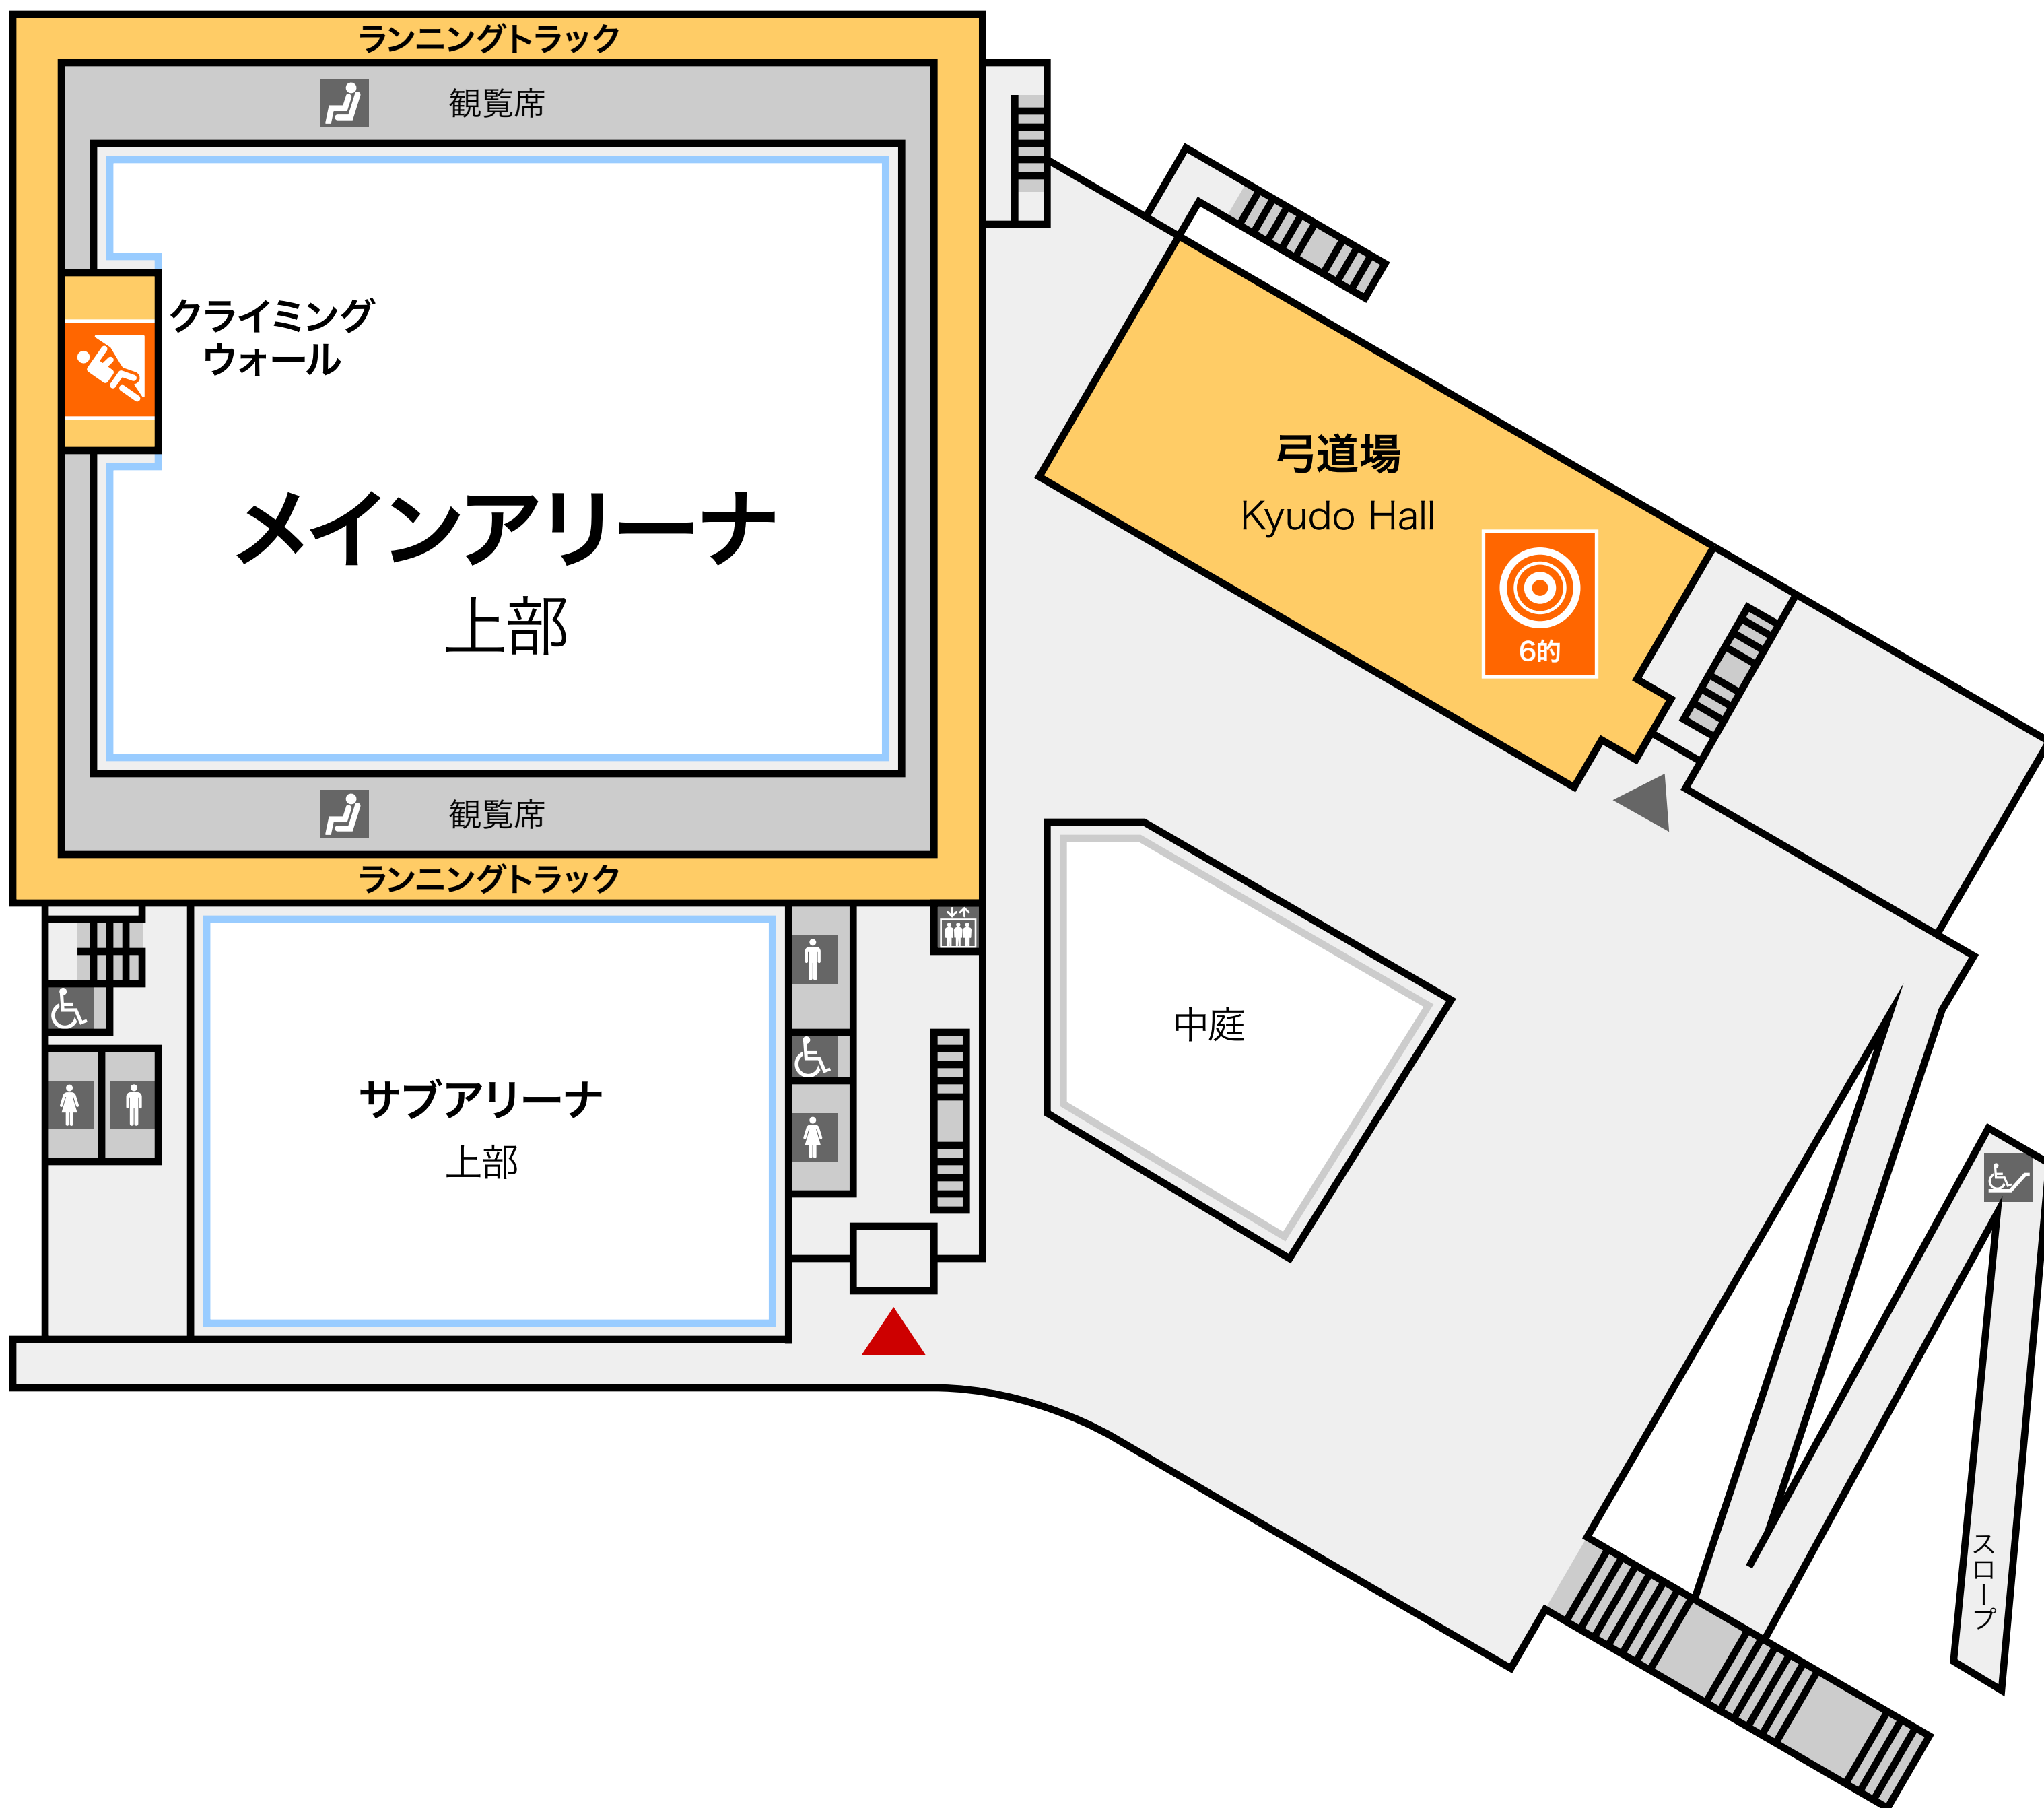 ランニングトラック
観覧席
クライミング
ウォール
メインアリーナ
上部
弓道場
Kyudo Hall
6的
観覧席
ランニングトラック
中庭
サブアリーナ
上部
スロープ